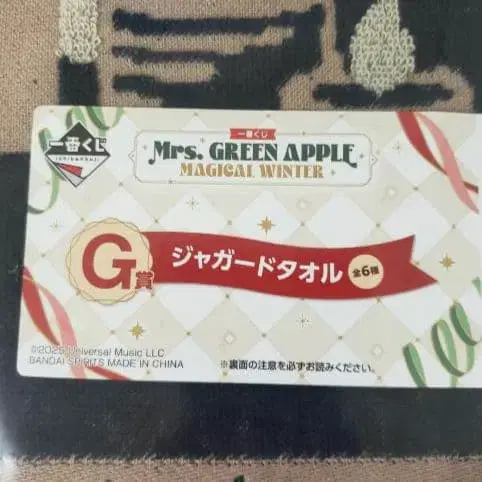 一番くじ
ichiban kuji
一番くじ
Mrs. GREEN APPLE
MAGICAL WINTER
G賞
ジャガードタオル 全6種
©2025 Universal Music LLC
BANDAI SPIRITS MADE IN CHINA
※裏面の注意を必ずお読みください。